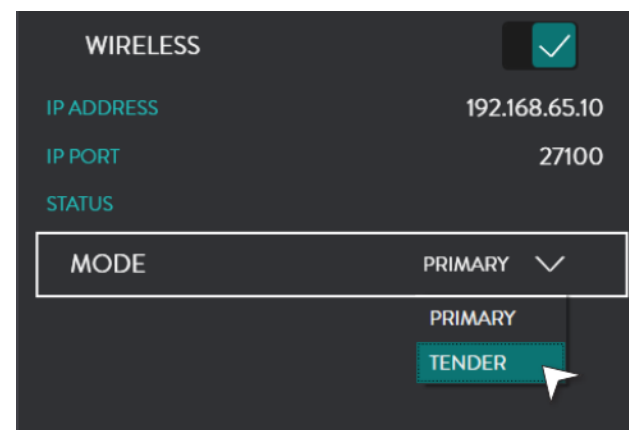 WIRELESS
IP ADDRESS 192.168.65.10
IP PORT 27100
STATUS
MODE PRIMARY
PRIMARY
TENDER